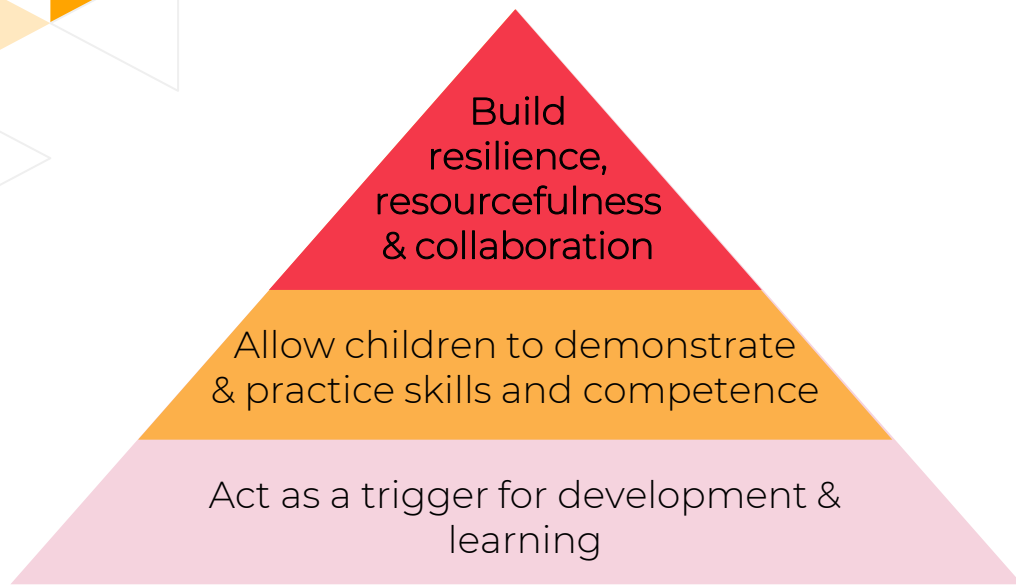 Build
resilience,
resourcefulness
& collaboration
Allow children to demonstrate
& practice skills and competence
Act as a trigger for development &
learning